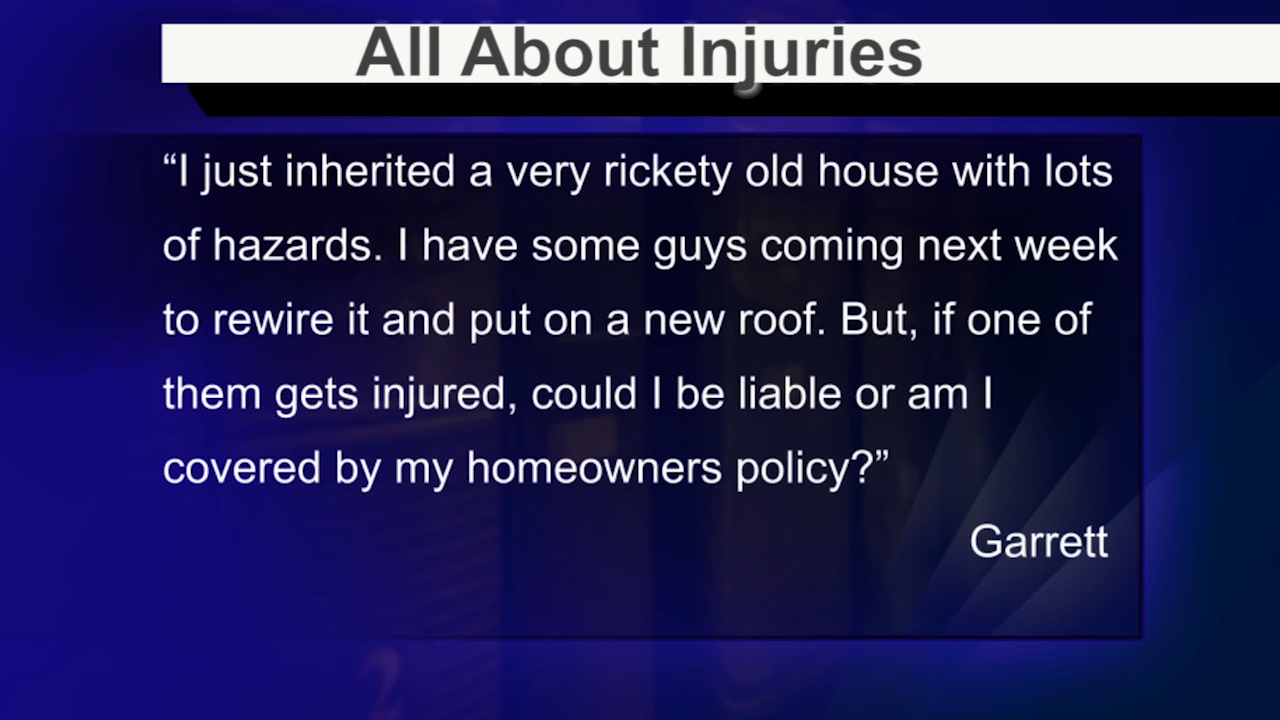 All About Injuries
“I just inherited a very rickety old house with lots
of hazards. I have some guys coming next week
to rewire it and put on a new roof. But, if one of
them gets injured, could I be liable or am I
covered by my homeowners policy?”
Garrett